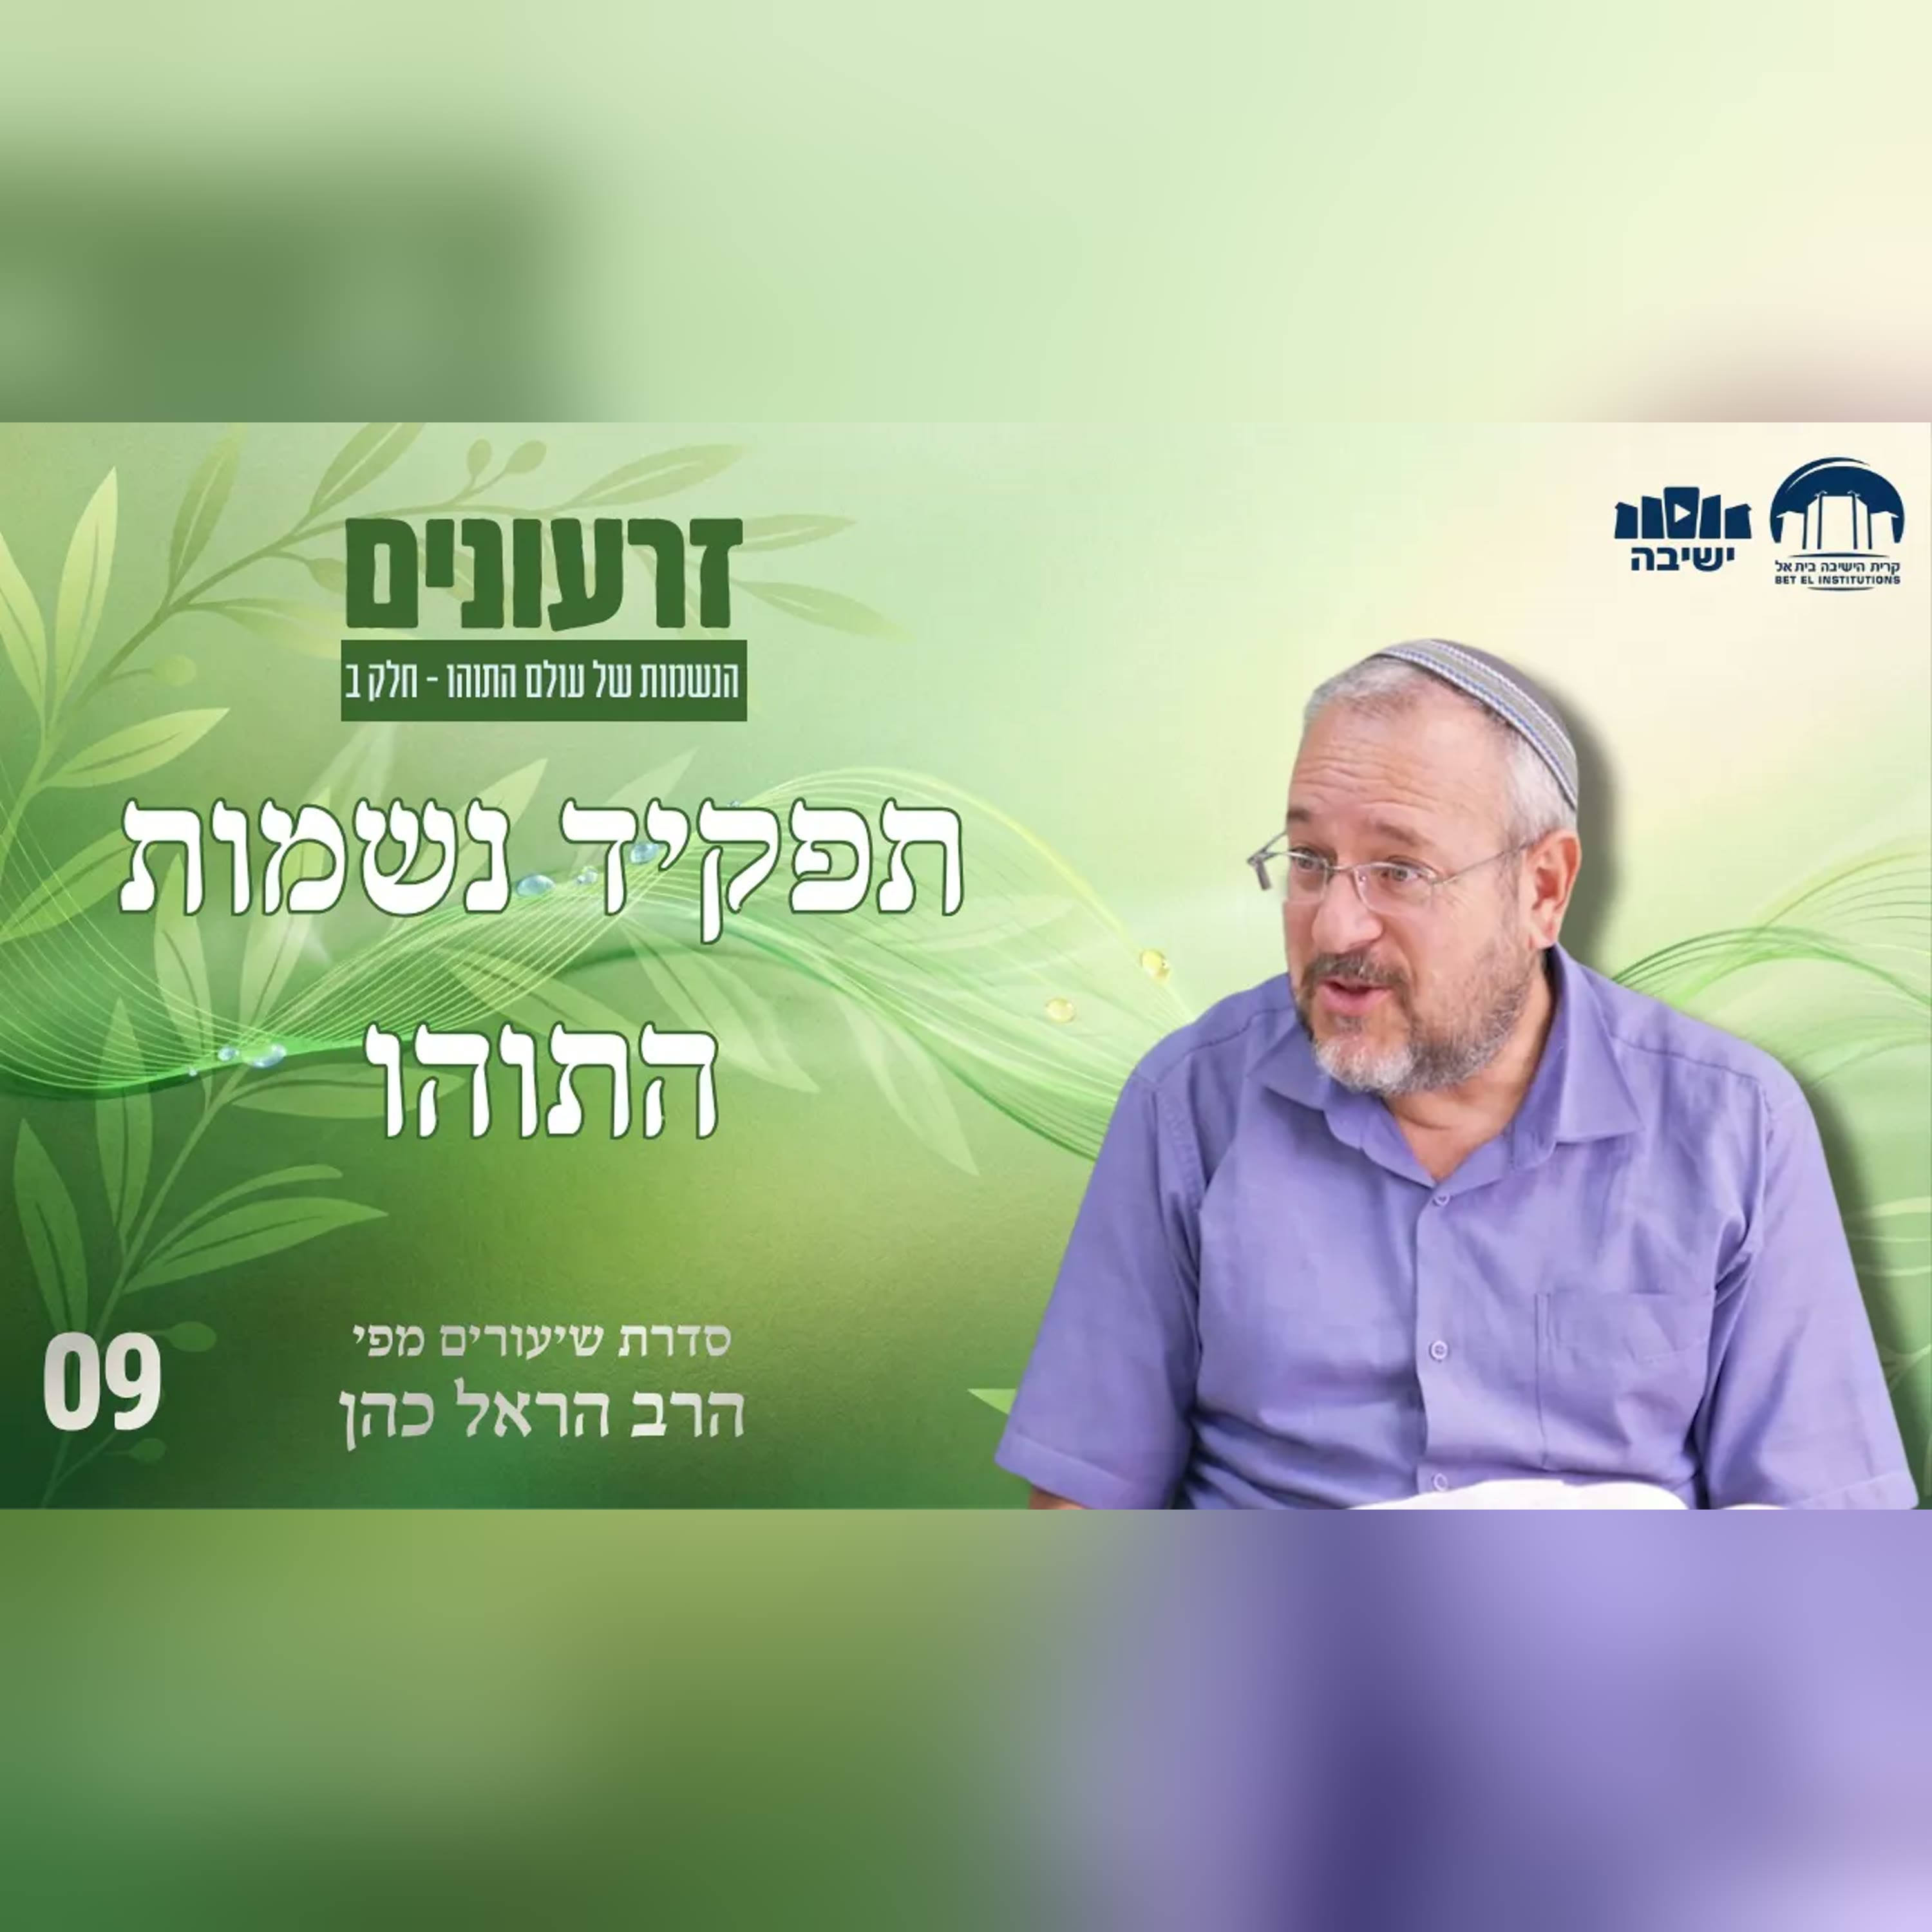 ישיבה
קרית הישיבה בית אל
BET EL INSTITUTIONS
זרעונים
הנשמות של עולם התוהו - חלק ב
תפקיד נשמות
התוהו
סדרת שיעורים מפי
הרב הראל כהן
09